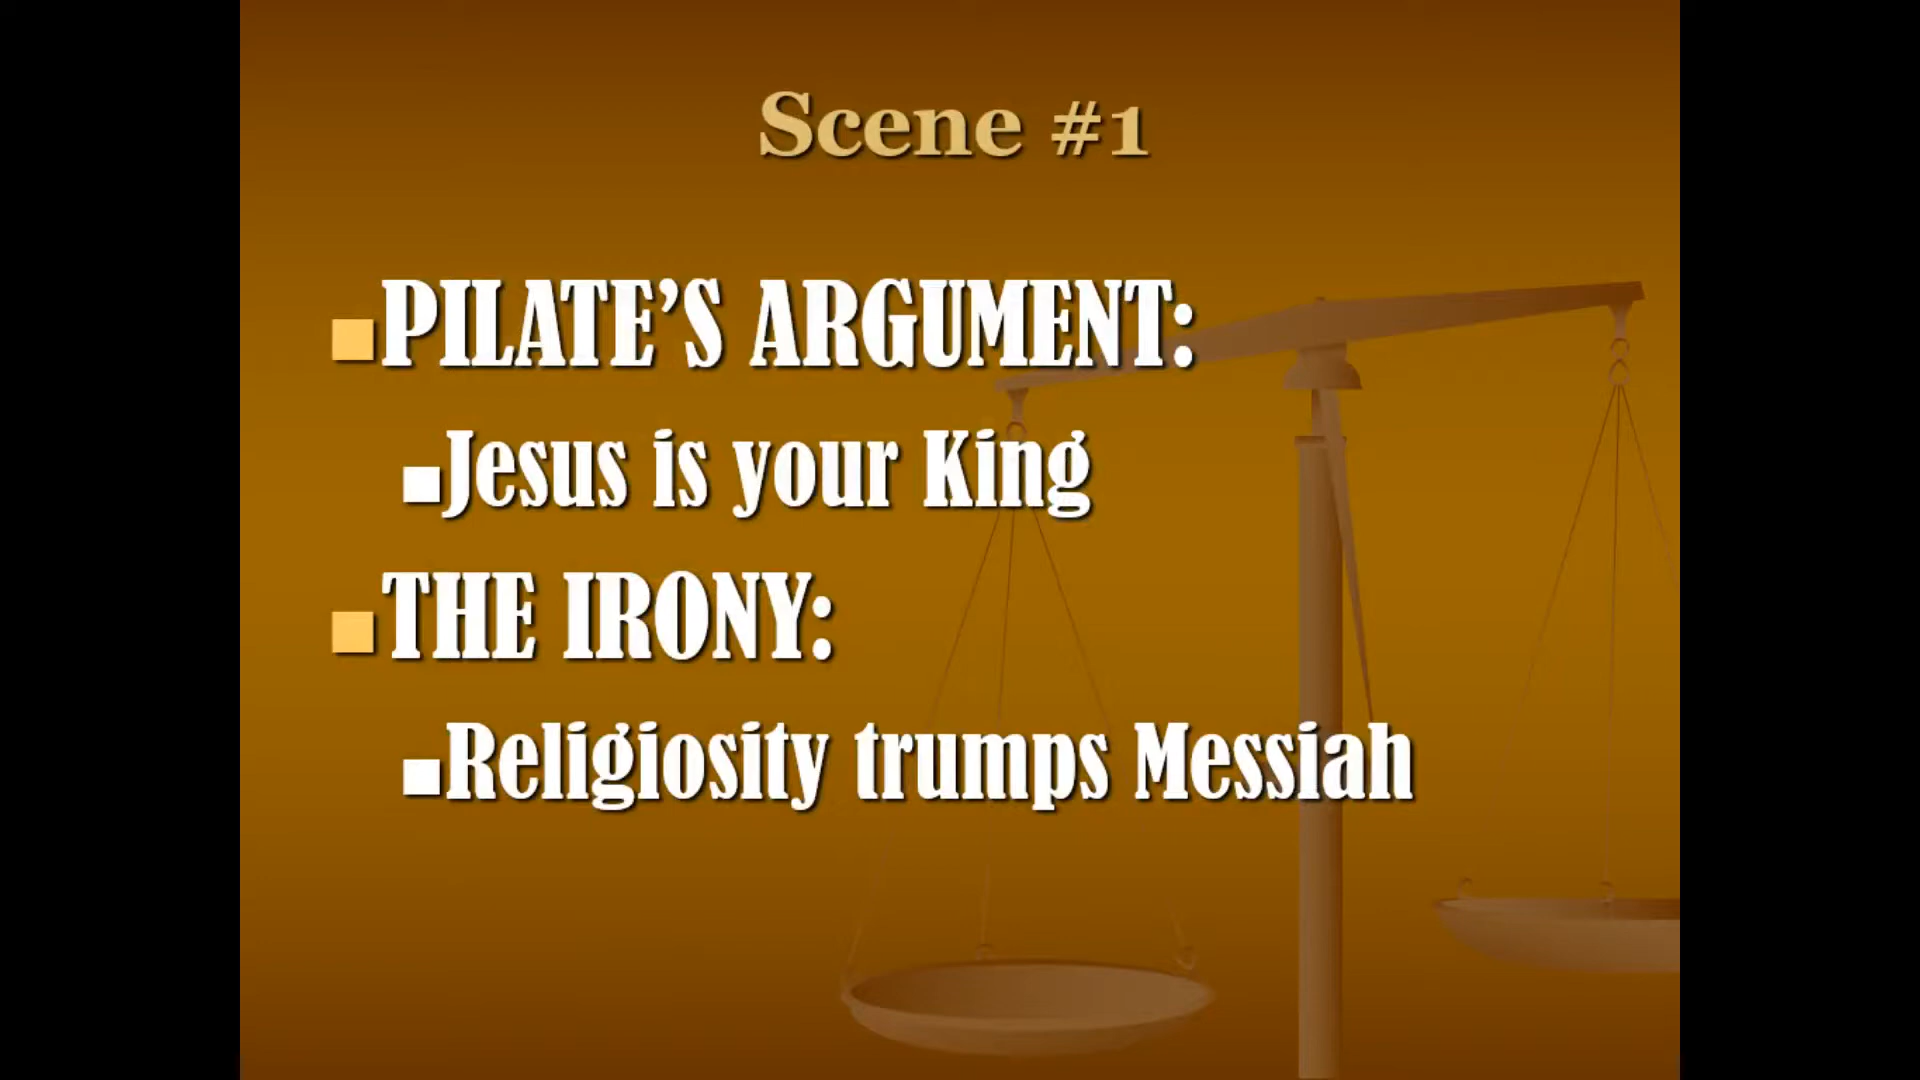 Scene #1
PILATE’S ARGUMENT:
Jesus is your King
THE IRONY:
Religiosity trumps Messiah